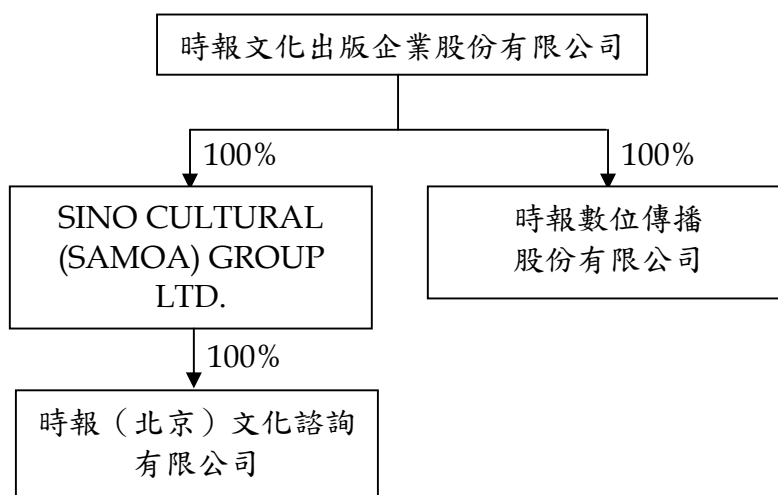 時報文化出版企業股份有限公司
100%
100%
SINO CULTURAL
(SAMOA) GROUP
LTD.
時報數位傳播
股份有限公司
100%
時報（北京）文化諮詢
有限公司